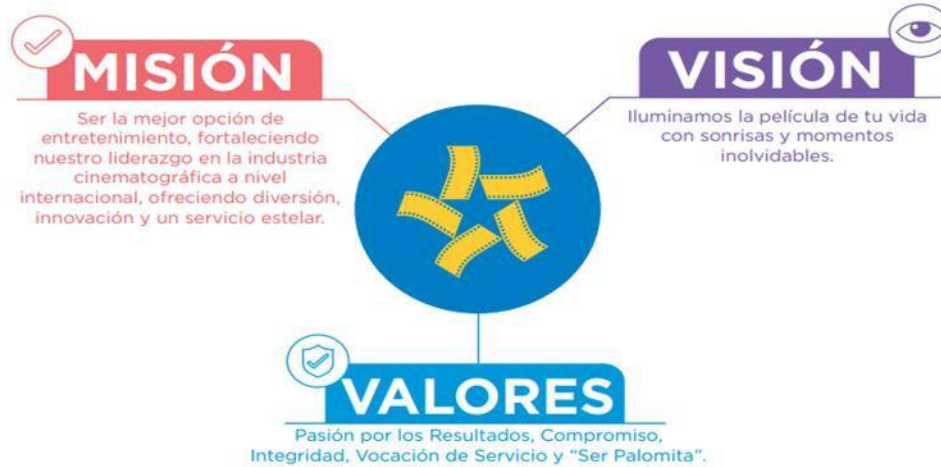 MISIÓN
Ser la mejor opción de
entretenimiento, fortaleciendo
nuestro liderazgo en la industria
cinematográfica a nivel
internacional, ofreciendo diversión,
innovación y un servicio estelar.
VISIÓN
Iluminamos la película de tu vida
con sonrisas y momentos
inolvidables.
VALORES
Pasión por los Resultados, Compromiso,
Integridad, Vocación de Servicio y “Ser Palomita”.